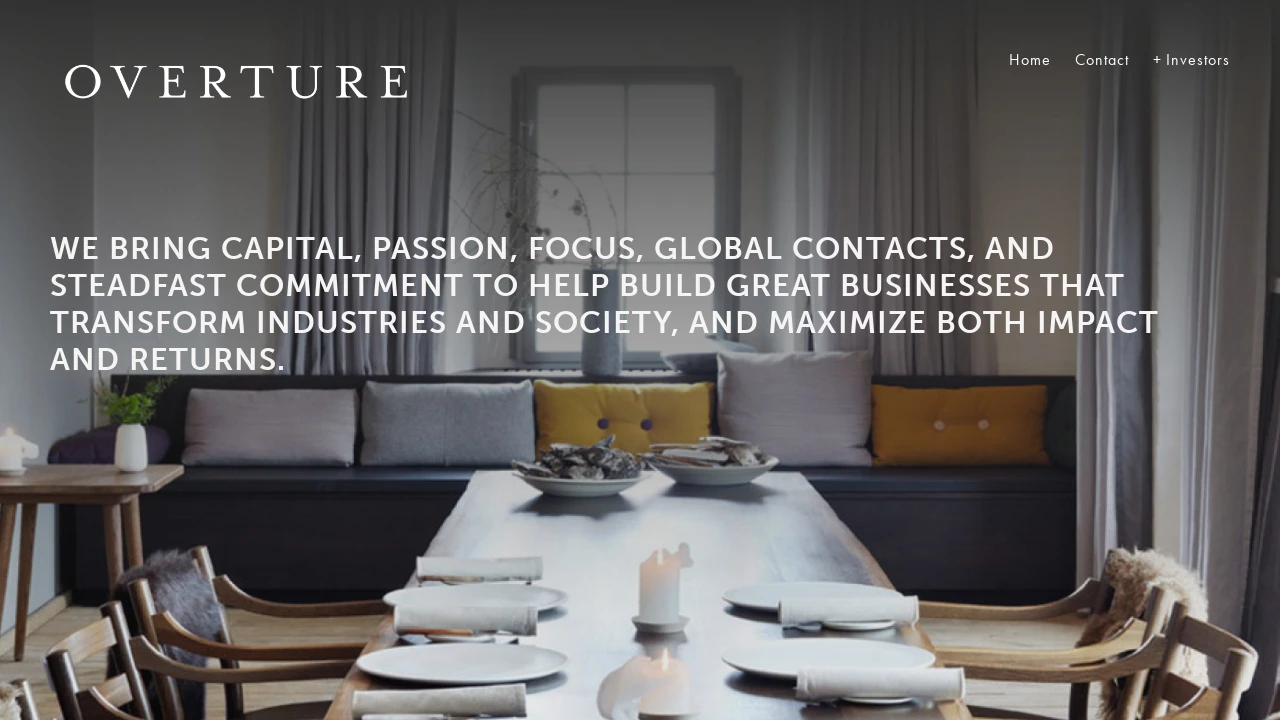 OVERTURE
Home Contact + Investors
WE BRING CAPITAL, PASSION, FOCUS, GLOBAL CONTACTS, AND
STEADFAST COMMITMENT TO HELP BUILD GREAT BUSINESSES THAT
TRANSFORM INDUSTRIES AND SOCIETY, AND MAXIMIZE BOTH IMPACT
AND RETURNS.